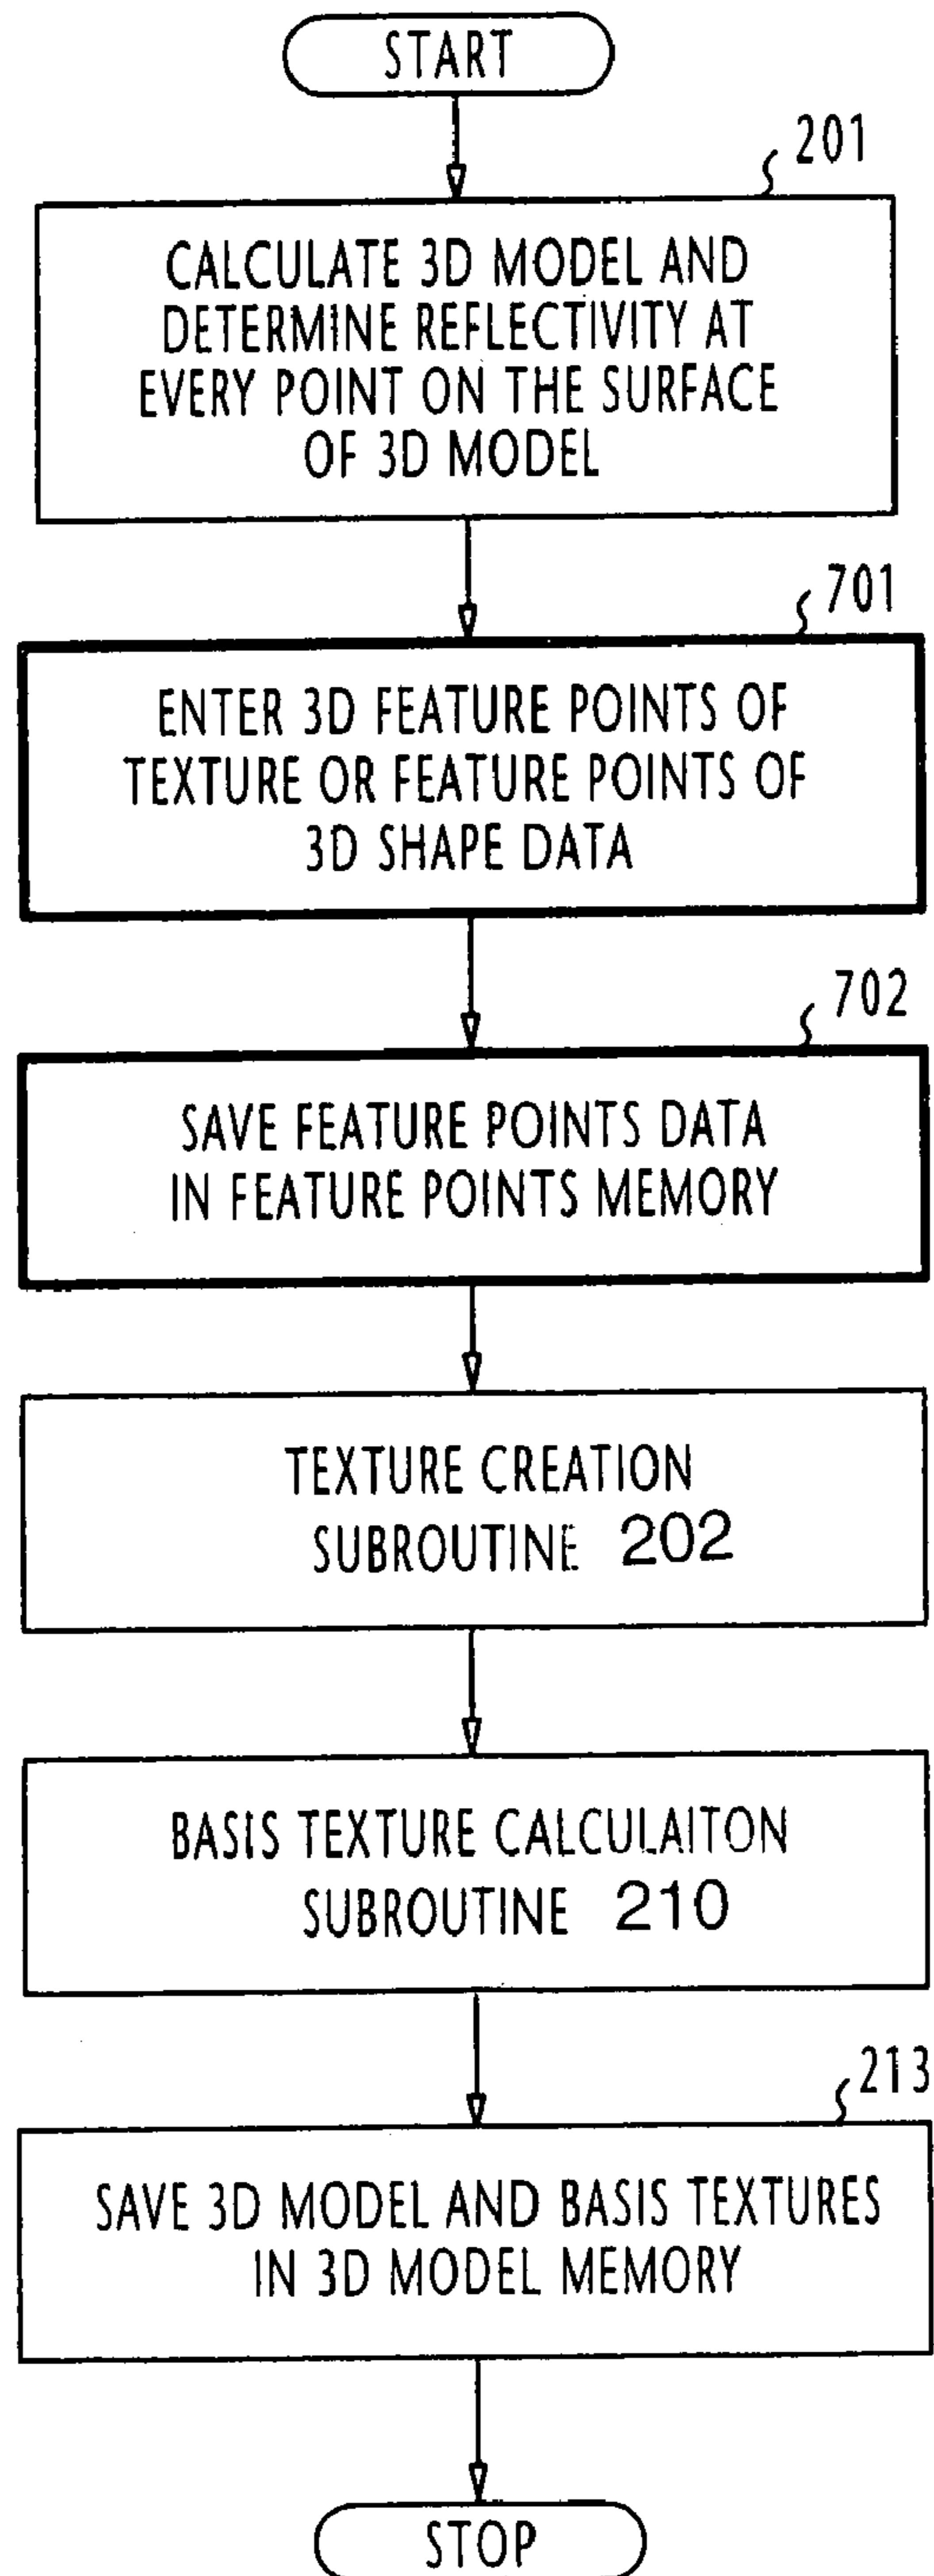 START
201
CALCULATE 3D MODEL AND
DETERMINE REFLECTIVITY AT
EVERY POINT ON THE SURFACE
OF 3D MODEL
701
ENTER 3D FEATURE POINTS OF
TEXTURE OR FEATURE POINTS OF
3D SHAPE DATA
702
SAVE FEATURE POINTS DATA
IN FEATURE POINTS MEMORY
TEXTURE CREATION
SUBROUTINE 202
BASIS TEXTURE CALCULAITON
SUBROUTINE 210
213
SAVE 3D MODEL AND BASIS TEXTURES
IN 3D MODEL MEMORY
STOP